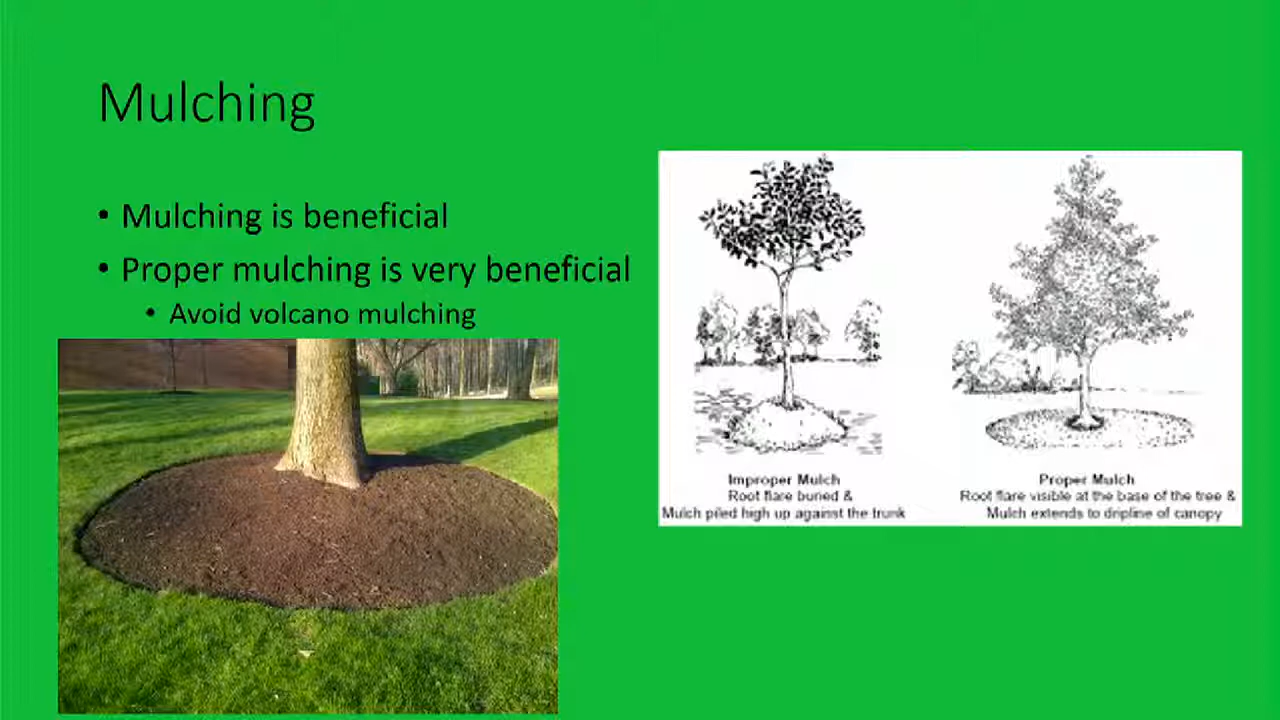 Mulching
• Mulching is beneficial
• Proper mulching is very beneficial
• Avoid volcano mulching
Improper Mulch
Root flare buried &
Mulch piled high up against the trunk
Proper Mulch
Root flare visible at the base of the tree &
Mulch extends to dripline of canopy